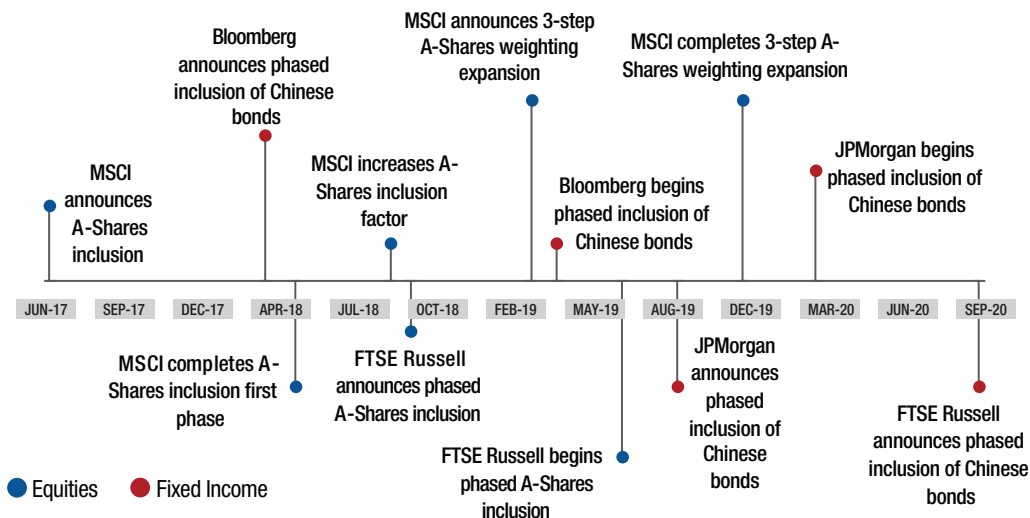 MSCI announces 3-step
A-Shares weighting
expansion
MSCI completes 3-step A-
Shares weighting expansion
Bloomberg
announces phased
inclusion of Chinese
bonds
MSCI
announces
A-Shares
inclusion
MSCI increases A-
Shares inclusion
factor
Bloomberg begins
phased inclusion of
Chinese bonds
JPMorgan begins
phased inclusion of
Chinese bonds
JUN-17 SEP-17 DEC-17 APR-18 JUL-18 OCT-18 FEB-19 MAY-19 AUG-19 DEC-19 MAR-20 JUN-20 SEP-20
MSCI completes A-
Shares inclusion first
phase
FTSE Russell
announces phased
A-Shares inclusion
FTSE Russell begins
phased A-Shares
inclusion
JPMorgan
announces
phased
inclusion of
Chinese
bonds
FTSE Russell
announces phased
inclusion of Chinese
bonds
Equities Fixed Income